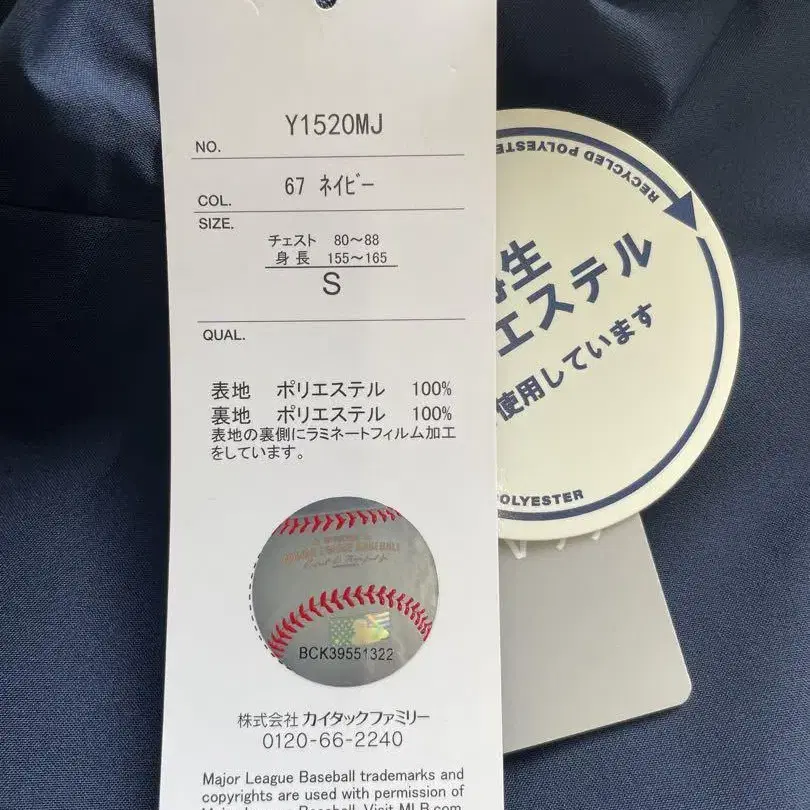 Y1520MJ
NO.
67 ネイビー
COL.
SIZE.
チェスト 80〜88
身長 155〜165
S
QUAL.
表地 ポリエステル 100%
裏地 ポリエステル 100%
表地の裏側にラミネートフィルム加工
をしています。
BCK39551322
株式会社 カイタックファミリー
0120-66-2240
Major League Baseball trademarks and
copyrights are used with permission of
RECYCLED POLYESTER
生
エステル
使用しています
OLYESTER